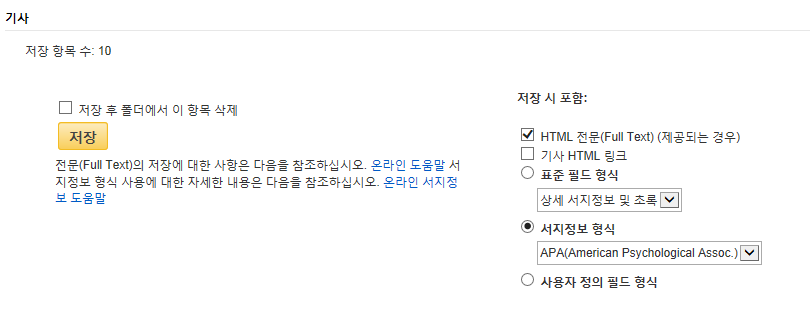 기사
저장 항목 수: 10
저장 후 폴더에서 이 항목 삭제
저장
전문(Full Text)의 저장에 대한 사항은 다음을 참조하십시오. 온라인 도움말 서
지정보 형식 사용에 대한 자세한 내용은 다음을 참조하십시오. 온라인 서지정
보 도움말
저장 시 포함:
HTML 전문(Full Text) (제공되는 경우)
기사 HTML 링크
표준 필드 형식
상세 서지정보 및 초록
서지정보 형식
APA(American Psychological Assoc.)
사용자 정의 필드 형식